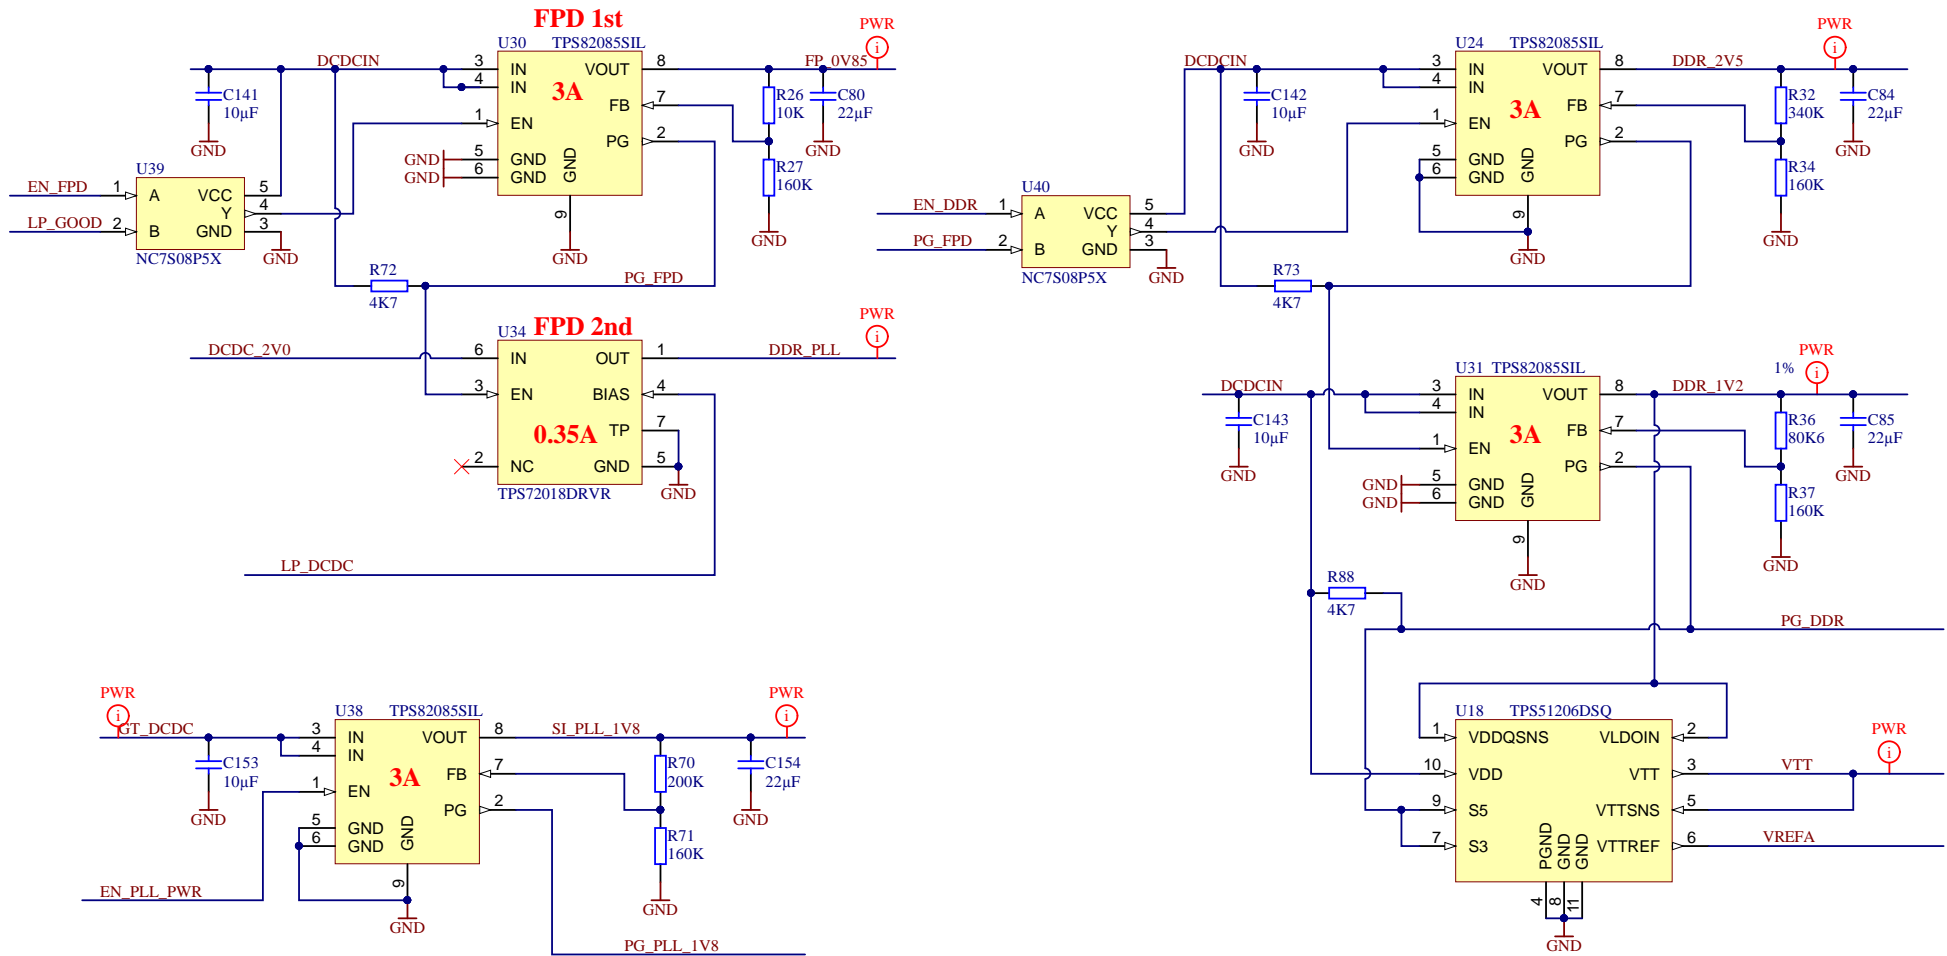 FPD 1st
PWR
i
U30 TPS82085SIL
DCDCIN
3 IN VOUT 8
FP_0V85
4 IN
3A
C141
10µF
GND
FB 7
R26
10K
C80
22µF
GND
1 EN
PG 2
GND 5 GND
GND 6 GND
GND
9
GND
R27
160K
GND
U39
EN_FPD 1 A VCC 5
Y 4
LP_GOOD 2 B GND 3
NC7S08P5X
GND
R72
4K7
PG_FPD
FPD 2nd
U34
PWR
i
DCDC_2V0 6 IN OUT 1 DDR_PLL
3 EN BIAS 4
TP 7
0.35A
2 NC GND 5
TPS72018DRVR
GND
LP_DCDC
PWR
i
GT_DCDC
C153
10µF
GND
U38 TPS82085SIL
3 IN VOUT 8
4 IN
3A
FB 7
1 EN
PG 2
5 GND
6 GND
GND
9
GND
SI_PLL_1V8
PWR
i
R70
200K
C154
22µF
GND
R71
160K
GND
EN_PLL_PWR
PG_PLL_1V8
PWR
i
U24 TPS82085SIL
DCDCIN
3 IN VOUT 8
DDR_2V5
4 IN
3A
C142
10µF
GND
FB 7
R32
340K
C84
22µF
GND
1 EN
PG 2
5 GND
6 GND
GND
9
GND
R34
160K
GND
U40
EN_DDR 1 A VCC 5
Y 4
PG_FPD 2 B GND 3
NC7S08P5X
GND
R73
4K7
U31 TPS82085SIL
1%
PWR
i
DCDCIN
3 IN VOUT 8
DDR_1V2
4 IN
3A
C143
10µF
GND
FB 7
R36
80K6
C85
22µF
GND
1 EN
PG 2
GND 5 GND
GND 6 GND
GND
9
GND
R37
160K
GND
R88
4K7
PG_DDR
U18 TPS51206DSQ
PWR
i
1 VDDQSNS VLDOIN 2
10 VDD VTT 3 VTT
9 S5 VTTSNS 5
7 S3 VTTREF 6 VREFA
PGND
GND
GND
4
8
11
GND